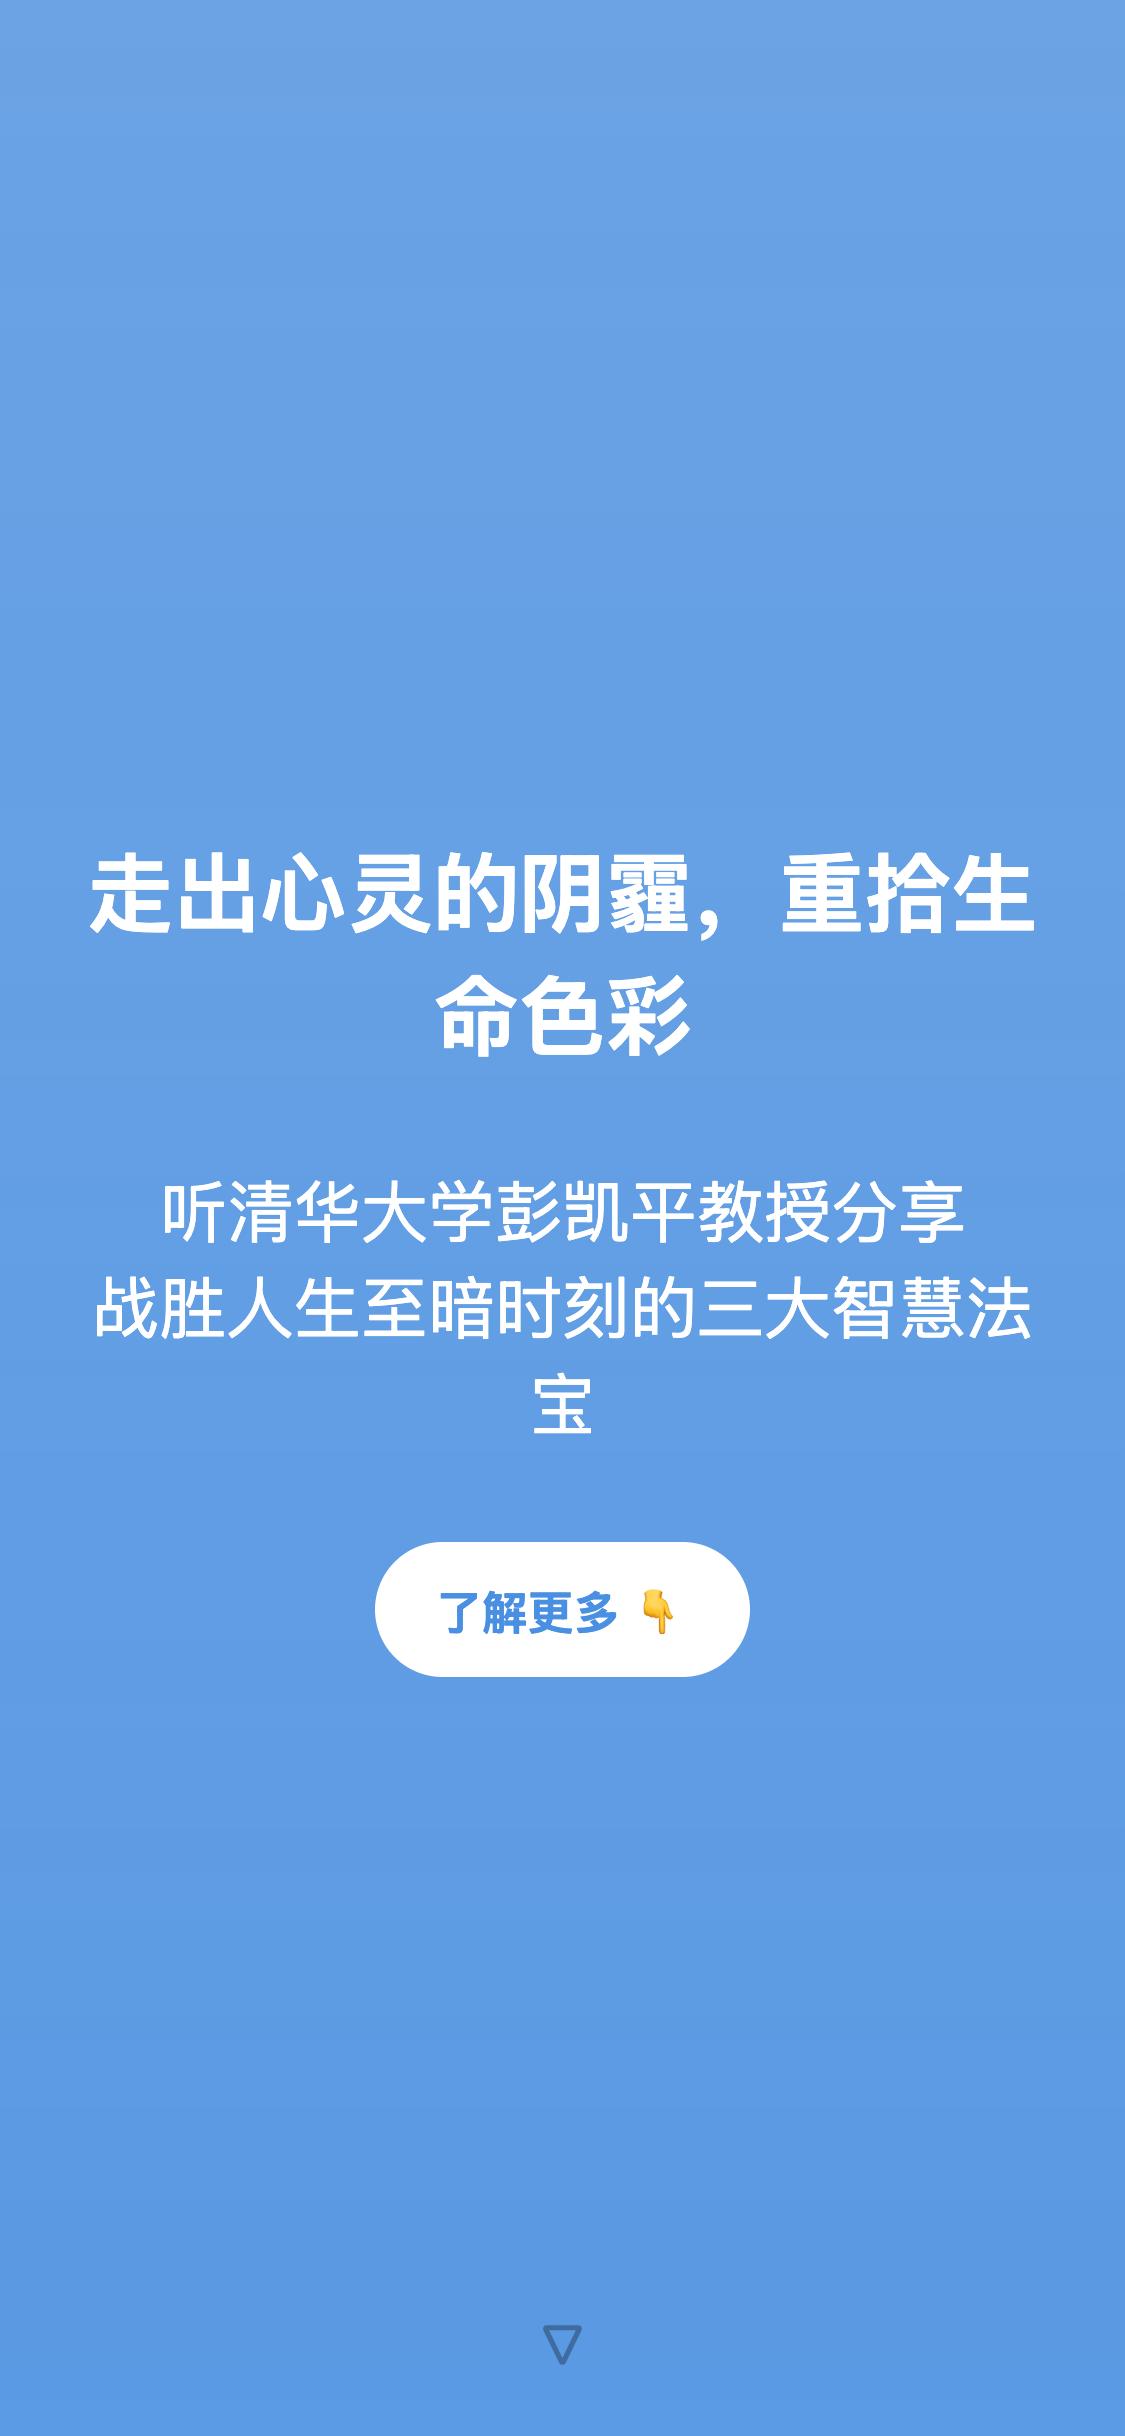 走出心灵的阴霾，重拾生
命色彩
听清华大学彭凯平教授分享
战胜人生至暗时刻的三大智慧法
宝
了解更多 👇